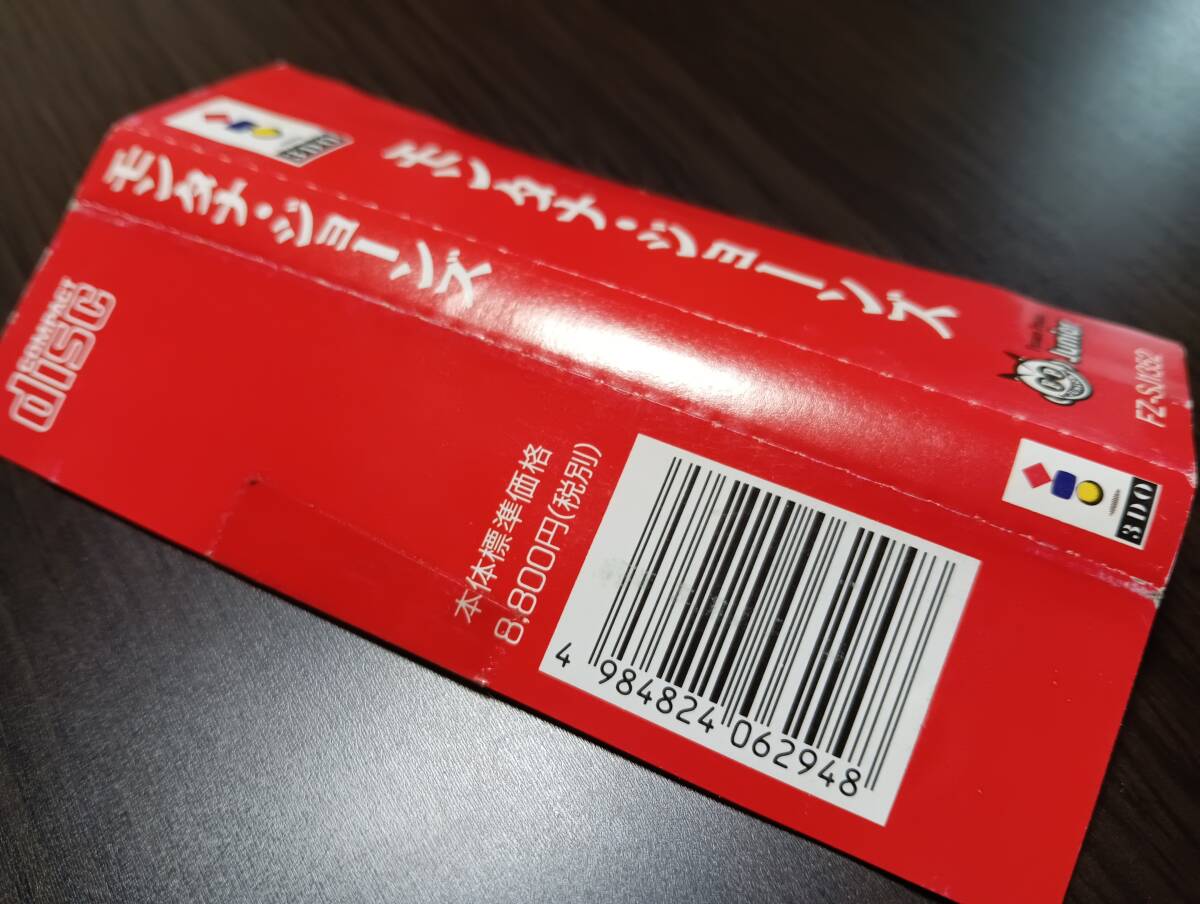 3DO
モンタナ・ジョーンズ
モンタナ・ジョーンズ
Junior
FZ-SJ1352
3DO
COMPACT
disc
本体標準価格
8,800円(税別)
4 984824 062948